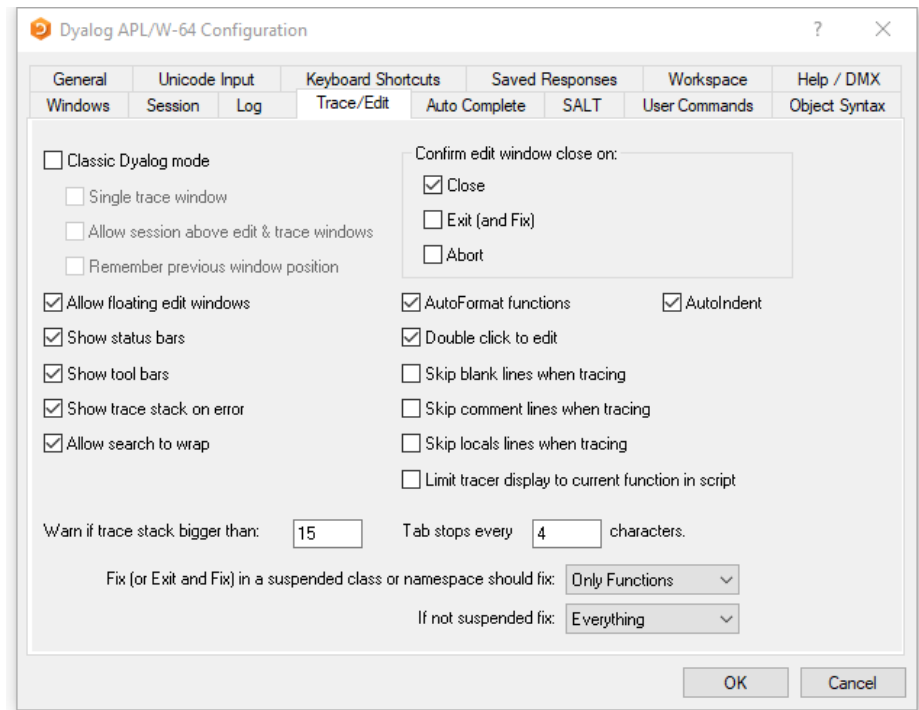 Dyalog APL/W-64 Configuration
General Unicode Input Keyboard Shortcuts Saved Responses Workspace Help / DMX
Windows Session Log Trace/Edit Auto Complete SALT User Commands Object Syntax
Classic Dyalog mode
Single trace window
Allow session above edit & trace windows
Remember previous window position
Confirm edit window close on:
Close
Exit (and Fix)
Abort
Allow floating edit windows AutoFormat functions AutoIndent
Show status bars Double click to edit
Show tool bars Skip blank lines when tracing
Show trace stack on error Skip comment lines when tracing
Allow search to wrap Skip locals lines when tracing
Limit tracer display to current function in script
Warn if trace stack bigger than: 15 Tab stops every 4 characters.
Fix (or Exit and Fix) in a suspended class or namespace should fix: Only Functions
If not suspended fix: Everything
OK Cancel